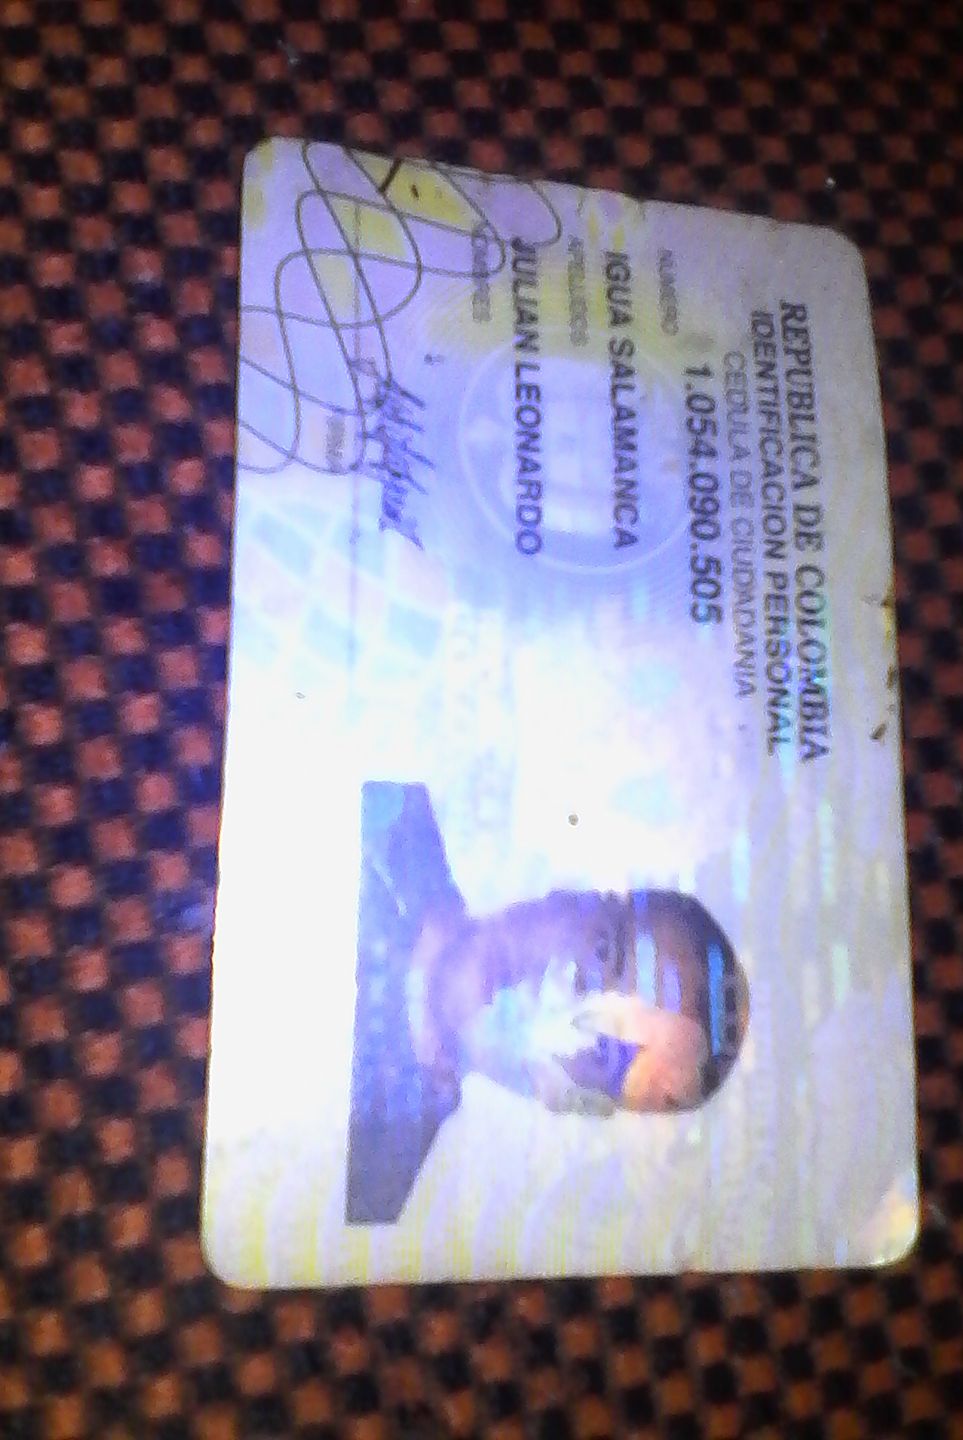 REPUBLICA DE COLOMBIA
IDENTIFICACION PERSONAL
CEDULA DE CIUDADANIA
1.054.090.505
NUMERO
IGUA SALAMANCA
APELLIDOS
JULIAN LEONARDO
NOMBRES
FIRMA